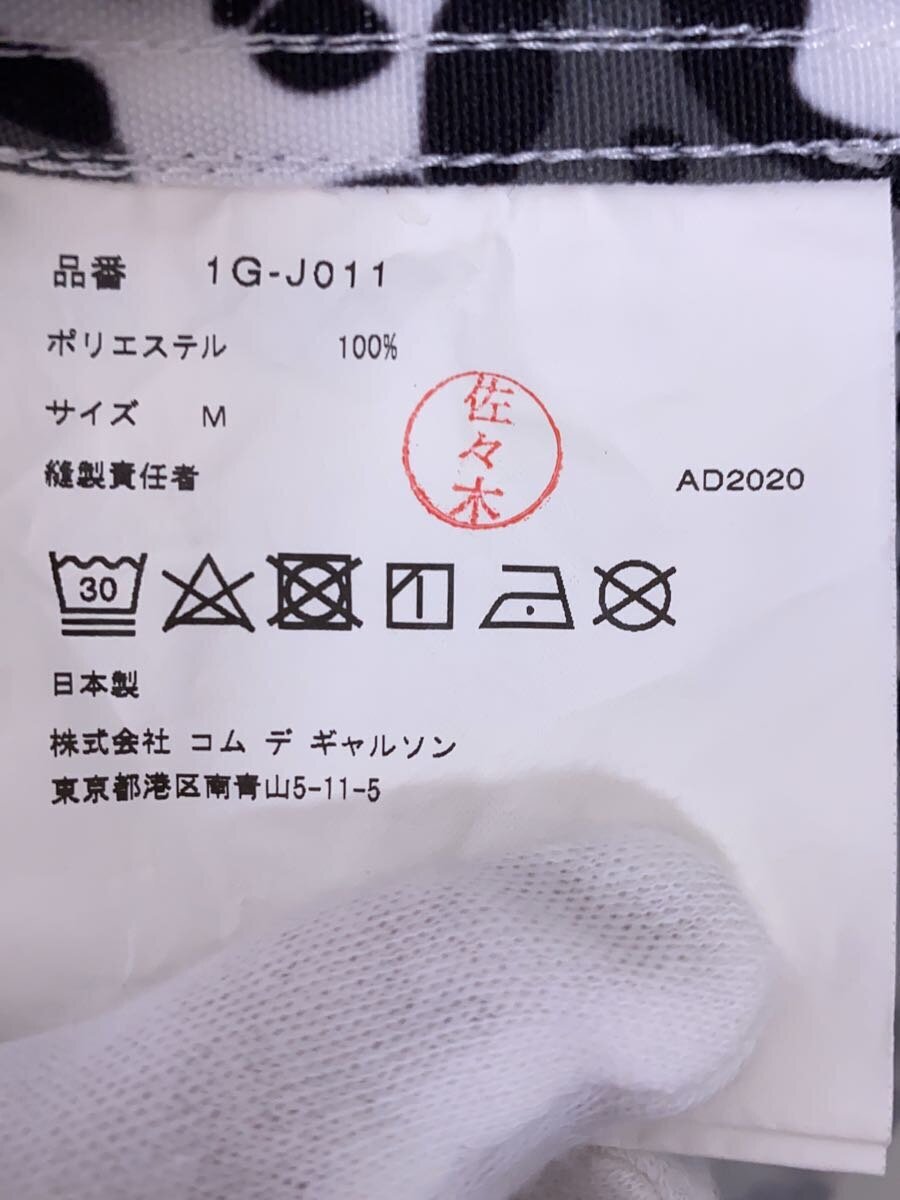 品番 1G-J011
ポリエステル 100%
サイズ M
縫製責任者 佐々木 AD2020
30
日本製
株式会社 コム デ ギャルソン
東京都港区南青山5-11-5